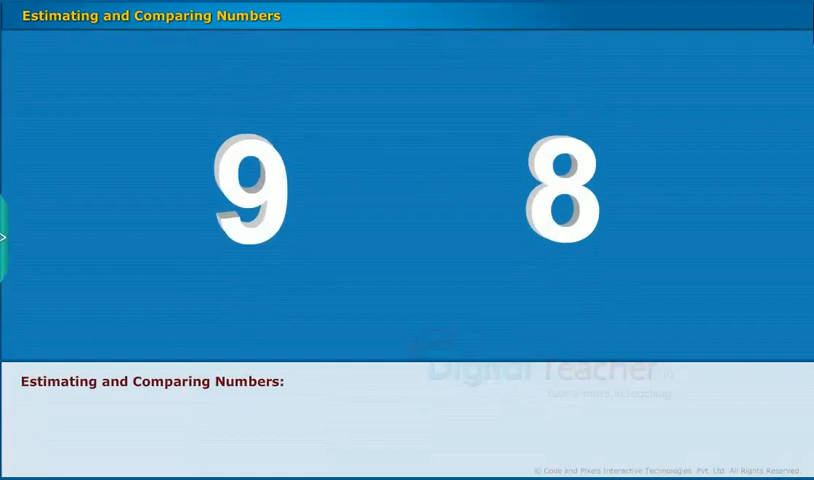 Estimating and Comparing Numbers
9 8
Estimating and Comparing Numbers:
Digital Teacher
© Code and Pixels Interactive Technologies Pvt. Ltd. All Rights Reserved.